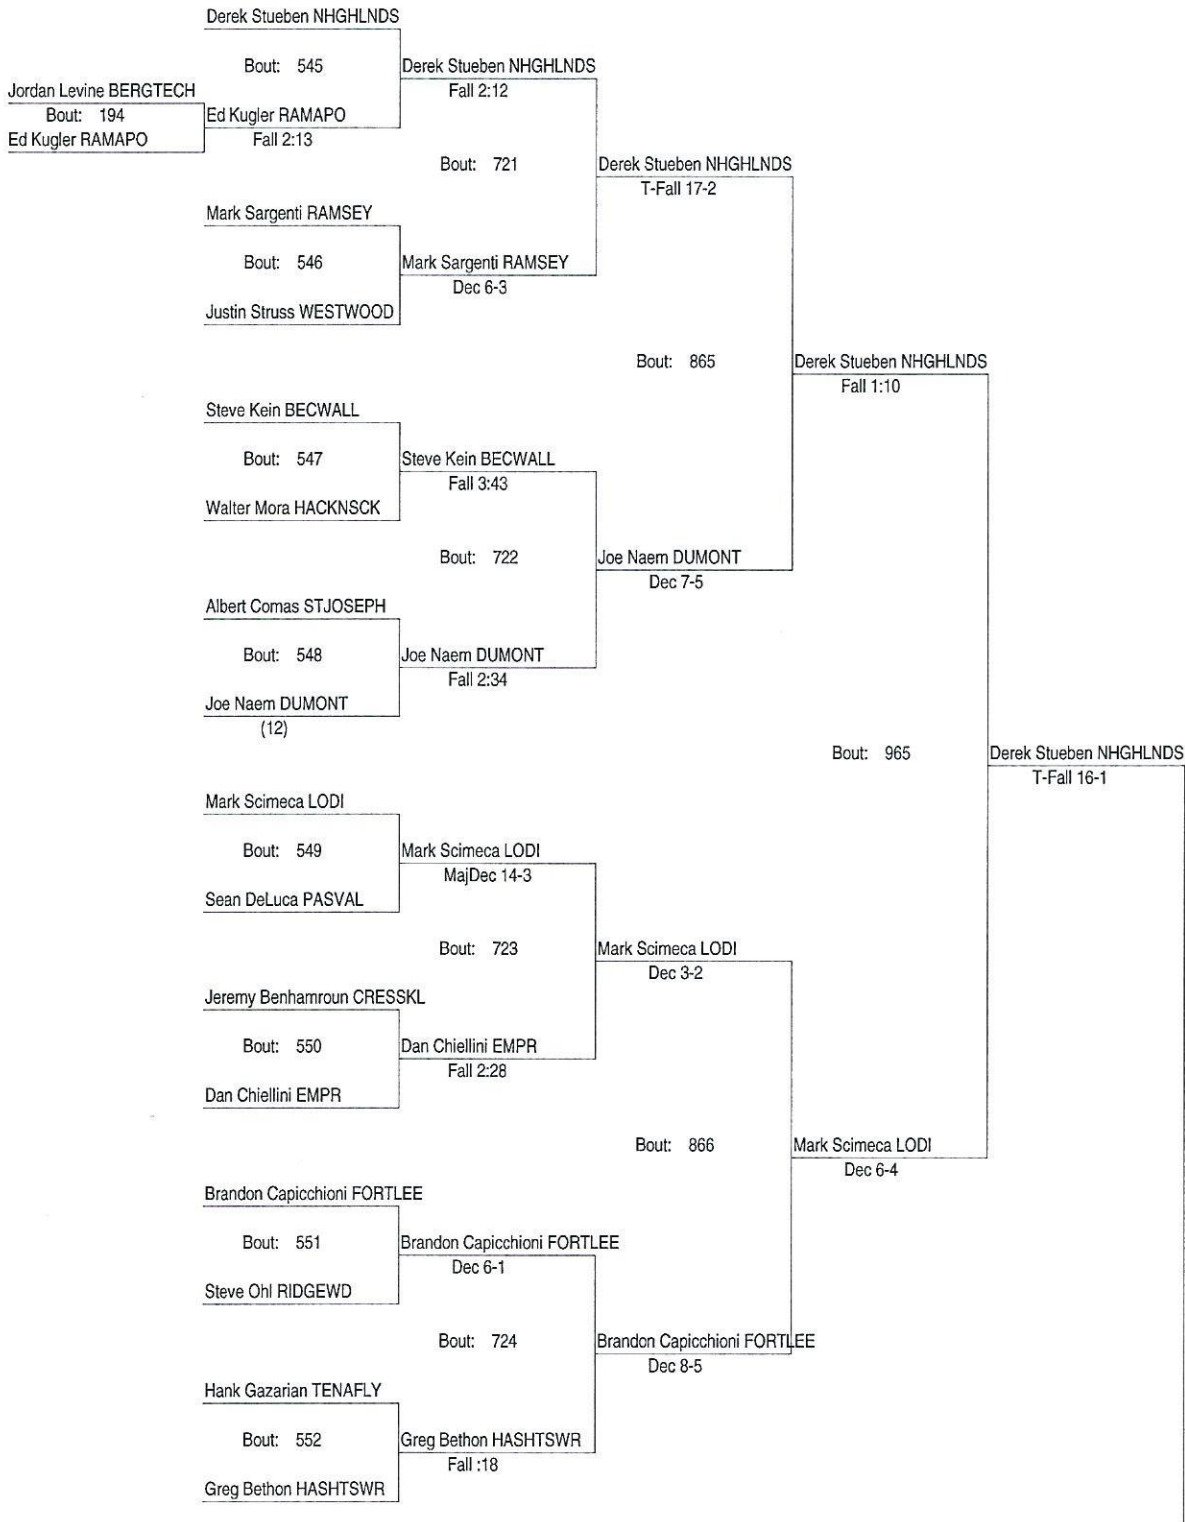 Derek Stueben NHGHLNDS
Bout: 545
Derek Stueben NHGHLNDS
Fall 2:12
Jordan Levine BERGTECH
Bout: 194
Ed Kugler RAMAPO
Ed Kugler RAMAPO
Fall 2:13
Bout: 721
Derek Stueben NHGHLNDS
T-Fall 17-2
Mark Sargenti RAMSEY
Bout: 546
Mark Sargenti RAMSEY
Dec 6-3
Justin Struss WESTWOOD
Bout: 865
Derek Stueben NHGHLNDS
Fall 1:10
Steve Kein BECWALL
Bout: 547
Steve Kein BECWALL
Fall 3:43
Walter Mora HACKNSCK
Bout: 722
Joe Naem DUMONT
Dec 7-5
Albert Comas STJOSEPH
Bout: 548
Joe Naem DUMONT
Fall 2:34
Joe Naem DUMONT
(12)
Bout: 965
Derek Stueben NHGHLNDS
T-Fall 16-1
Mark Scimeca LODI
Bout: 549
Mark Scimeca LODI
MajDec 14-3
Sean DeLuca PASVAL
Bout: 723
Mark Scimeca LODI
Dec 3-2
Jeremy Benhamroun CRESSKL
Bout: 550
Dan Chiellini EMPR
Fall 2:28
Dan Chiellini EMPR
Bout: 866
Mark Scimeca LODI
Dec 6-4
Brandon Capicchioni FORTLEE
Bout: 551
Brandon Capicchioni FORTLEE
Dec 6-1
Steve Ohl RIDGEWD
Bout: 724
Brandon Capicchioni FORTLEE
Dec 8-5
Hank Gazarian TENAFLY
Bout: 552
Greg Bethon HASHTSWR
Fall :18
Greg Bethon HASHTSWR